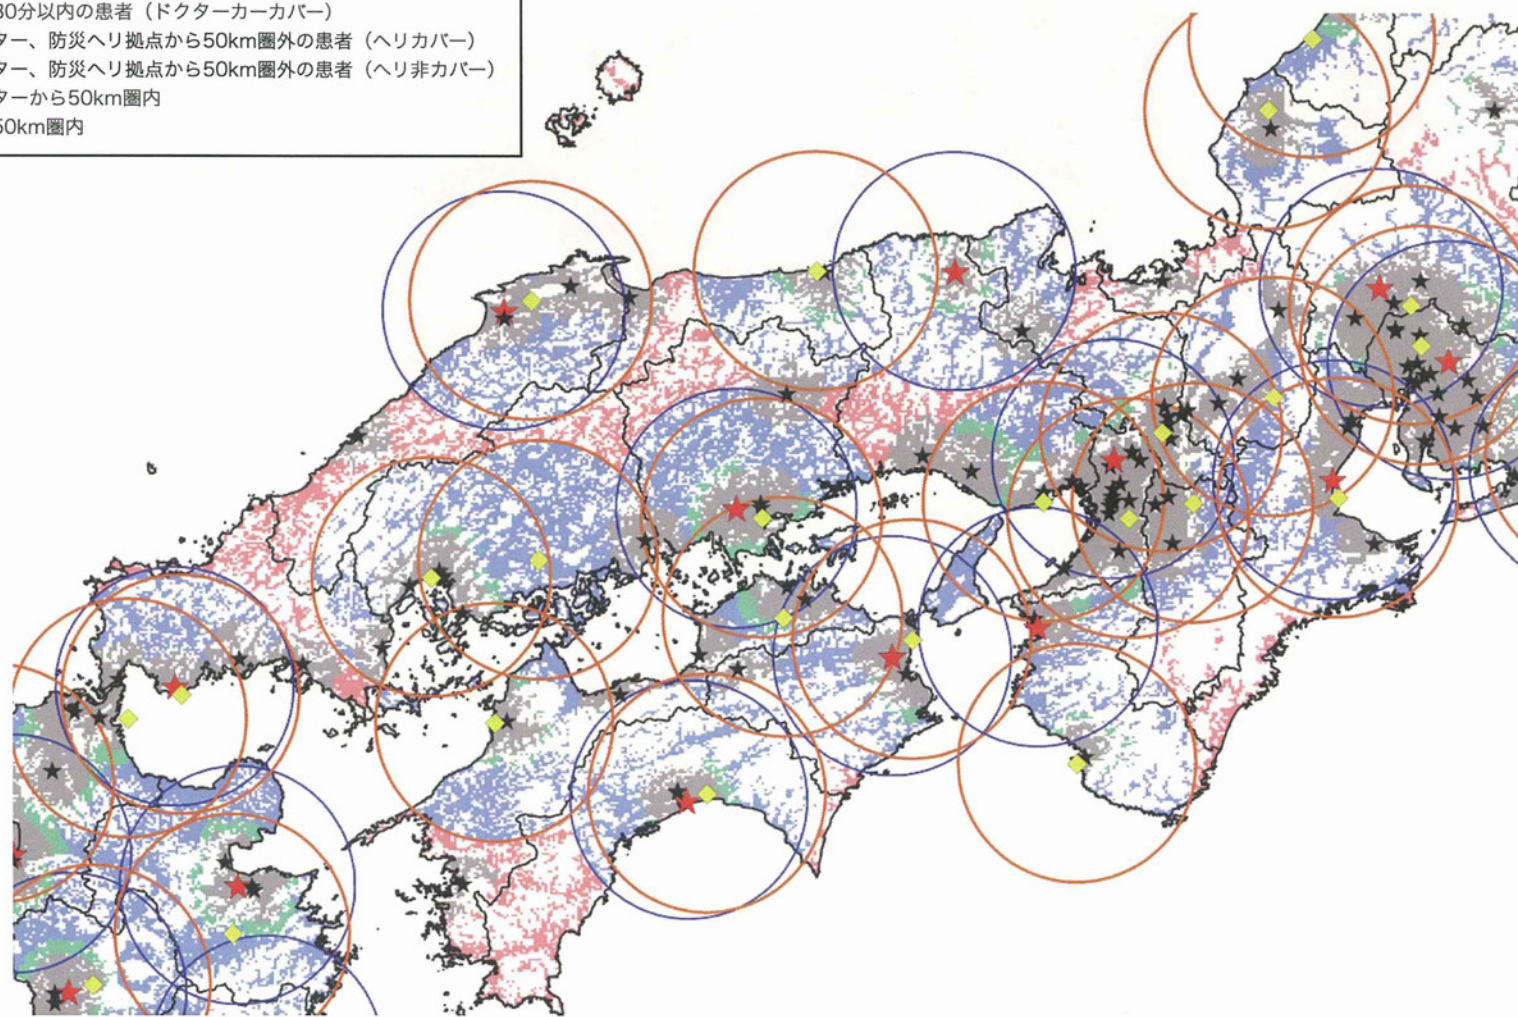 30分以内の患者（ドクターカーカバー）
ター、防災ヘリ拠点から50km圏外の患者（ヘリカバー）
ター、防災ヘリ拠点から50km圏外の患者（ヘリ非カバー）
ターから50km圏内
50km圏内